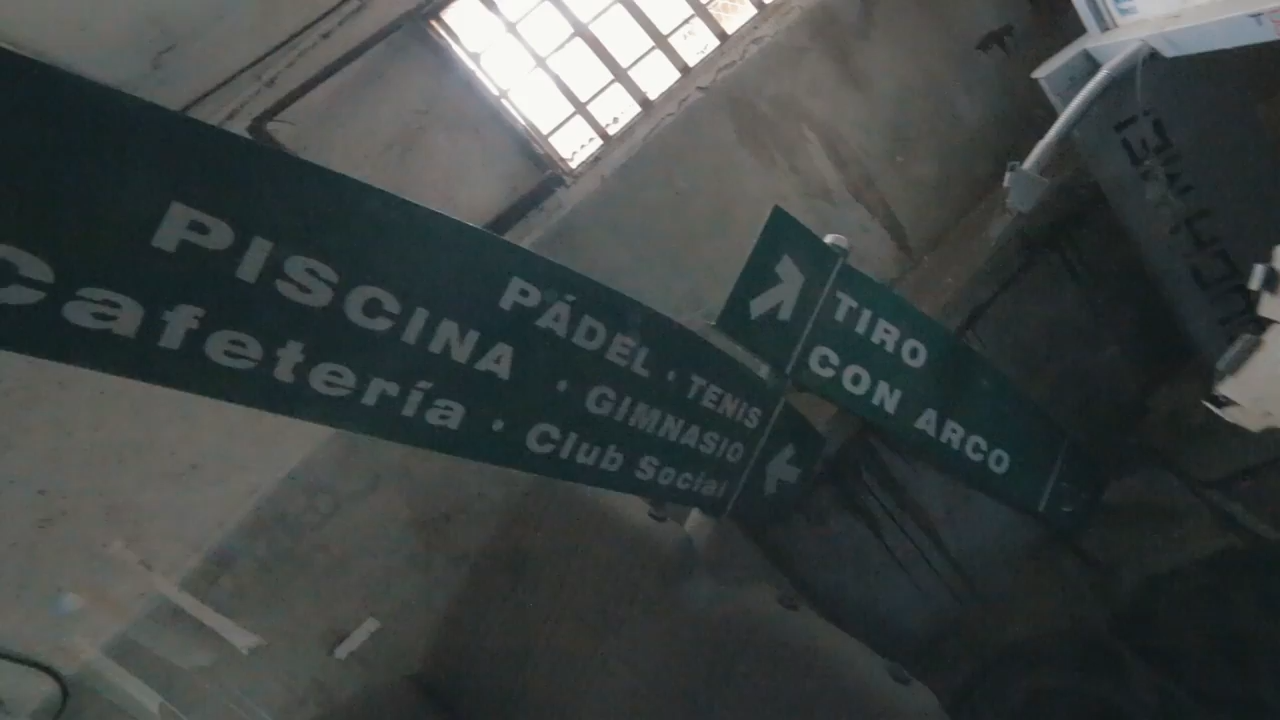 PÁDEL · TENIS
PISCINA · GIMNASIO
Cafetería · Club Social
TIRO
CON ARCO